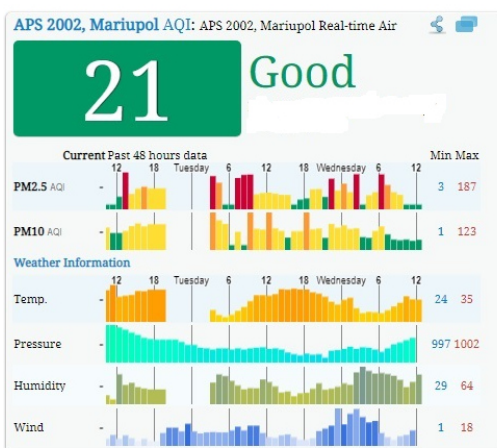 APS 2002, Mariupol AQI: APS 2002, Mariupol Real-time Air
21
Good
Current Past 48 hours data
Min Max
12 18 Tuesday 6 12 18 Wednesday 6 12
PM2.5 AQI - 3 187
PM10 AQI - 1 123
Weather Information
12 18 Tuesday 6 12 18 Wednesday 6 12
Temp. - 24 35
Pressure - 997 1002
Humidity - 29 64
Wind - 1 18